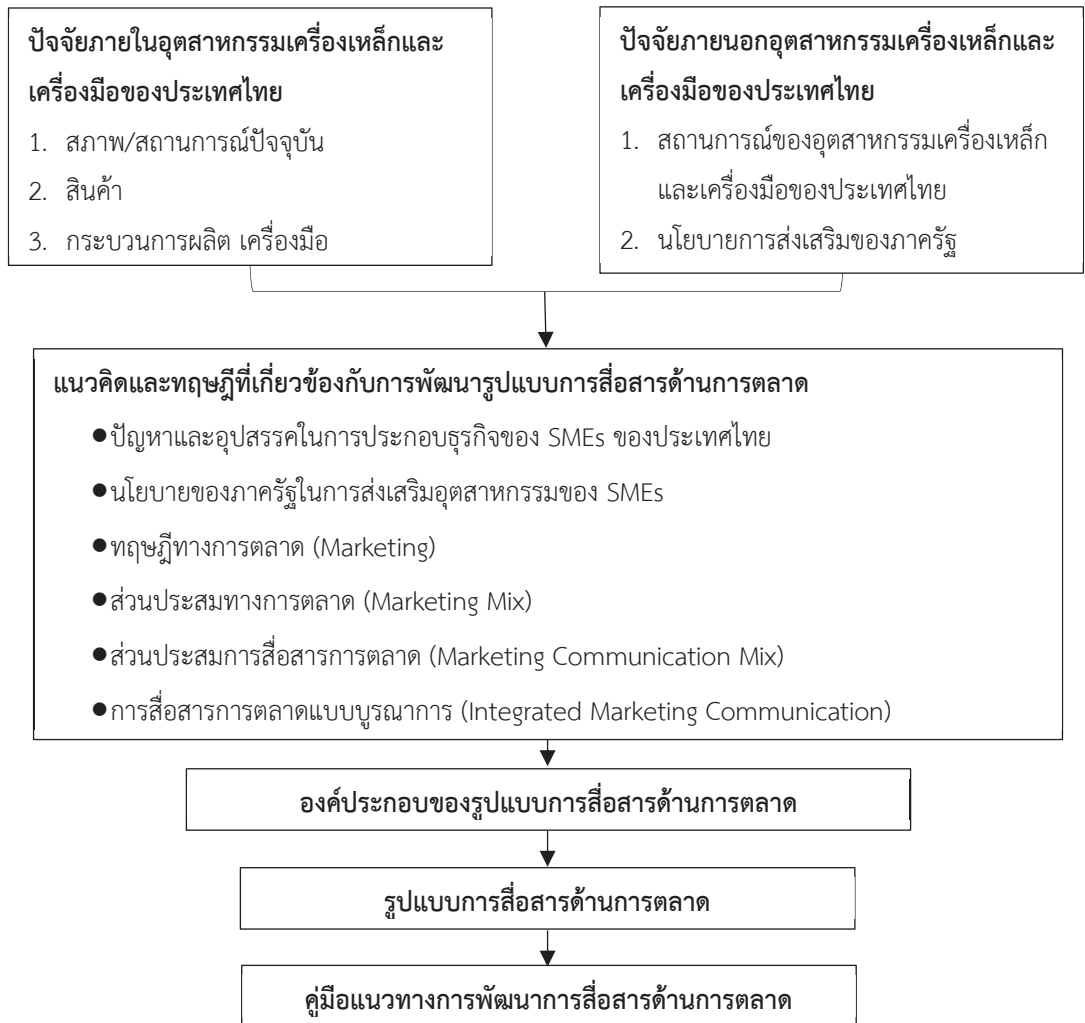 ปัจจัยภายในอุตสาหกรรมเครื่องเหล็กและ
เครื่องมือของประเทศไทย
1. สภาพ/สถานการณ์ปัจจุบัน
2. สินค้า
3. กระบวนการผลิต เครื่องมือ
ปัจจัยภายนอกอุตสาหกรรมเครื่องเหล็กและ
เครื่องมือของประเทศไทย
1. สถานการณ์ของอุตสาหกรรมเครื่องเหล็ก
และเครื่องมือของประเทศไทย
2. นโยบายการส่งเสริมของภาครัฐ
แนวคิดและทฤษฎีที่เกี่ยวข้องกับการพัฒนารูปแบบการสื่อสารด้านการตลาด
●ปัญหาและอุปสรรคในการประกอบธุรกิจของ SMEs ของประเทศไทย
●นโยบายของภาครัฐในการส่งเสริมอุตสาหกรรมของ SMEs
●ทฤษฎีทางการตลาด (Marketing)
●ส่วนประสมทางการตลาด (Marketing Mix)
●ส่วนประสมการสื่อสารการตลาด (Marketing Communication Mix)
●การสื่อสารการตลาดแบบบูรณาการ (Integrated Marketing Communication)
องค์ประกอบของรูปแบบการสื่อสารด้านการตลาด
รูปแบบการสื่อสารด้านการตลาด
คู่มือแนวทางการพัฒนาการสื่อสารด้านการตลาด